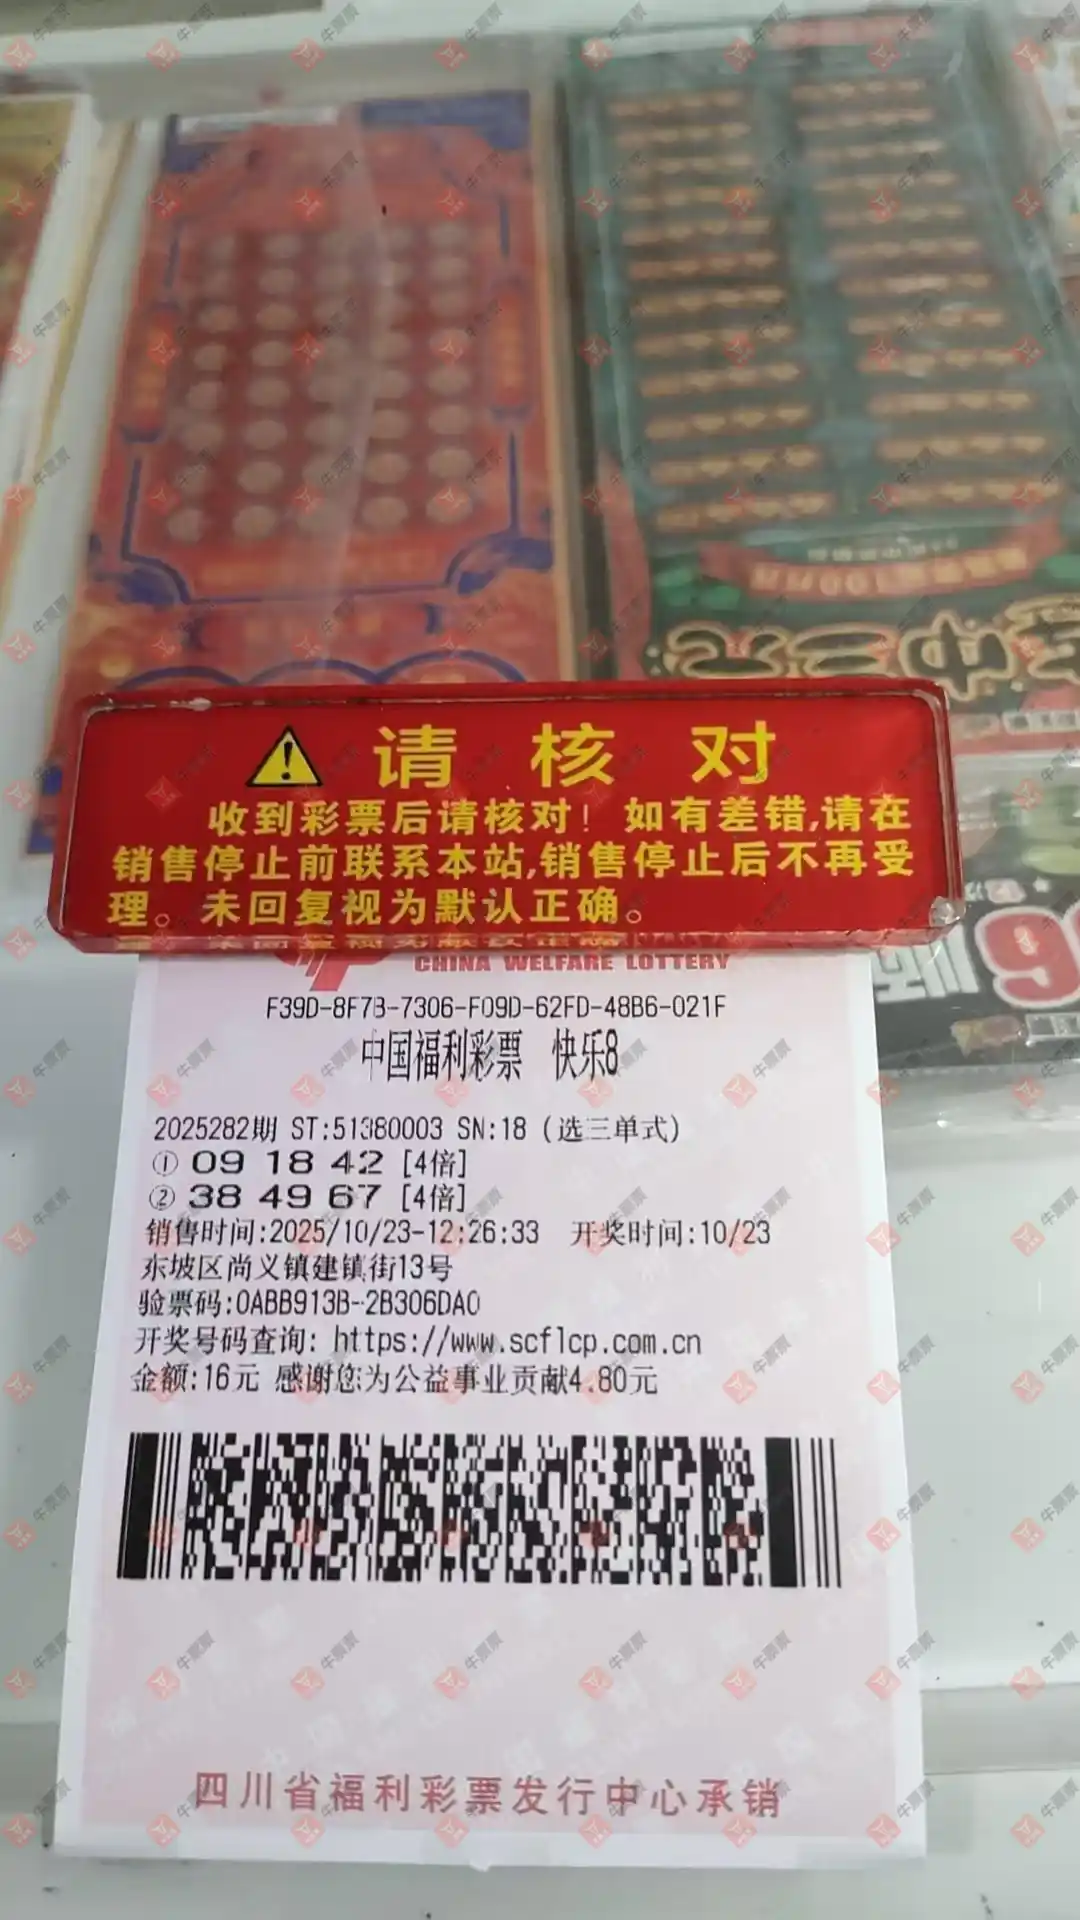 请核对
收到彩票后请核对！如有差错,请在
销售停止前联系本站,销售停止后不再受
理。未回复视为默认正确。
CHINA WELFARE LOTTERY
F39D-8F7B-7306-F09D-62FD-48B6-021F
中国福利彩票 快乐8
2025282期 ST:51380003 SN:18 (选三单式)
① 09 18 42 [4倍]
② 38 49 67 [4倍]
销售时间:2025/10/23-12:26:33 开奖时间:10/23
东坡区尚义镇建镇街13号
验票码:0ABB913B-2B306DA0
开奖号码查询: https://www.scflcp.com.cn
金额:16元 感谢您为公益事业贡献4.80元
四川省福利彩票发行中心承销
牛票票